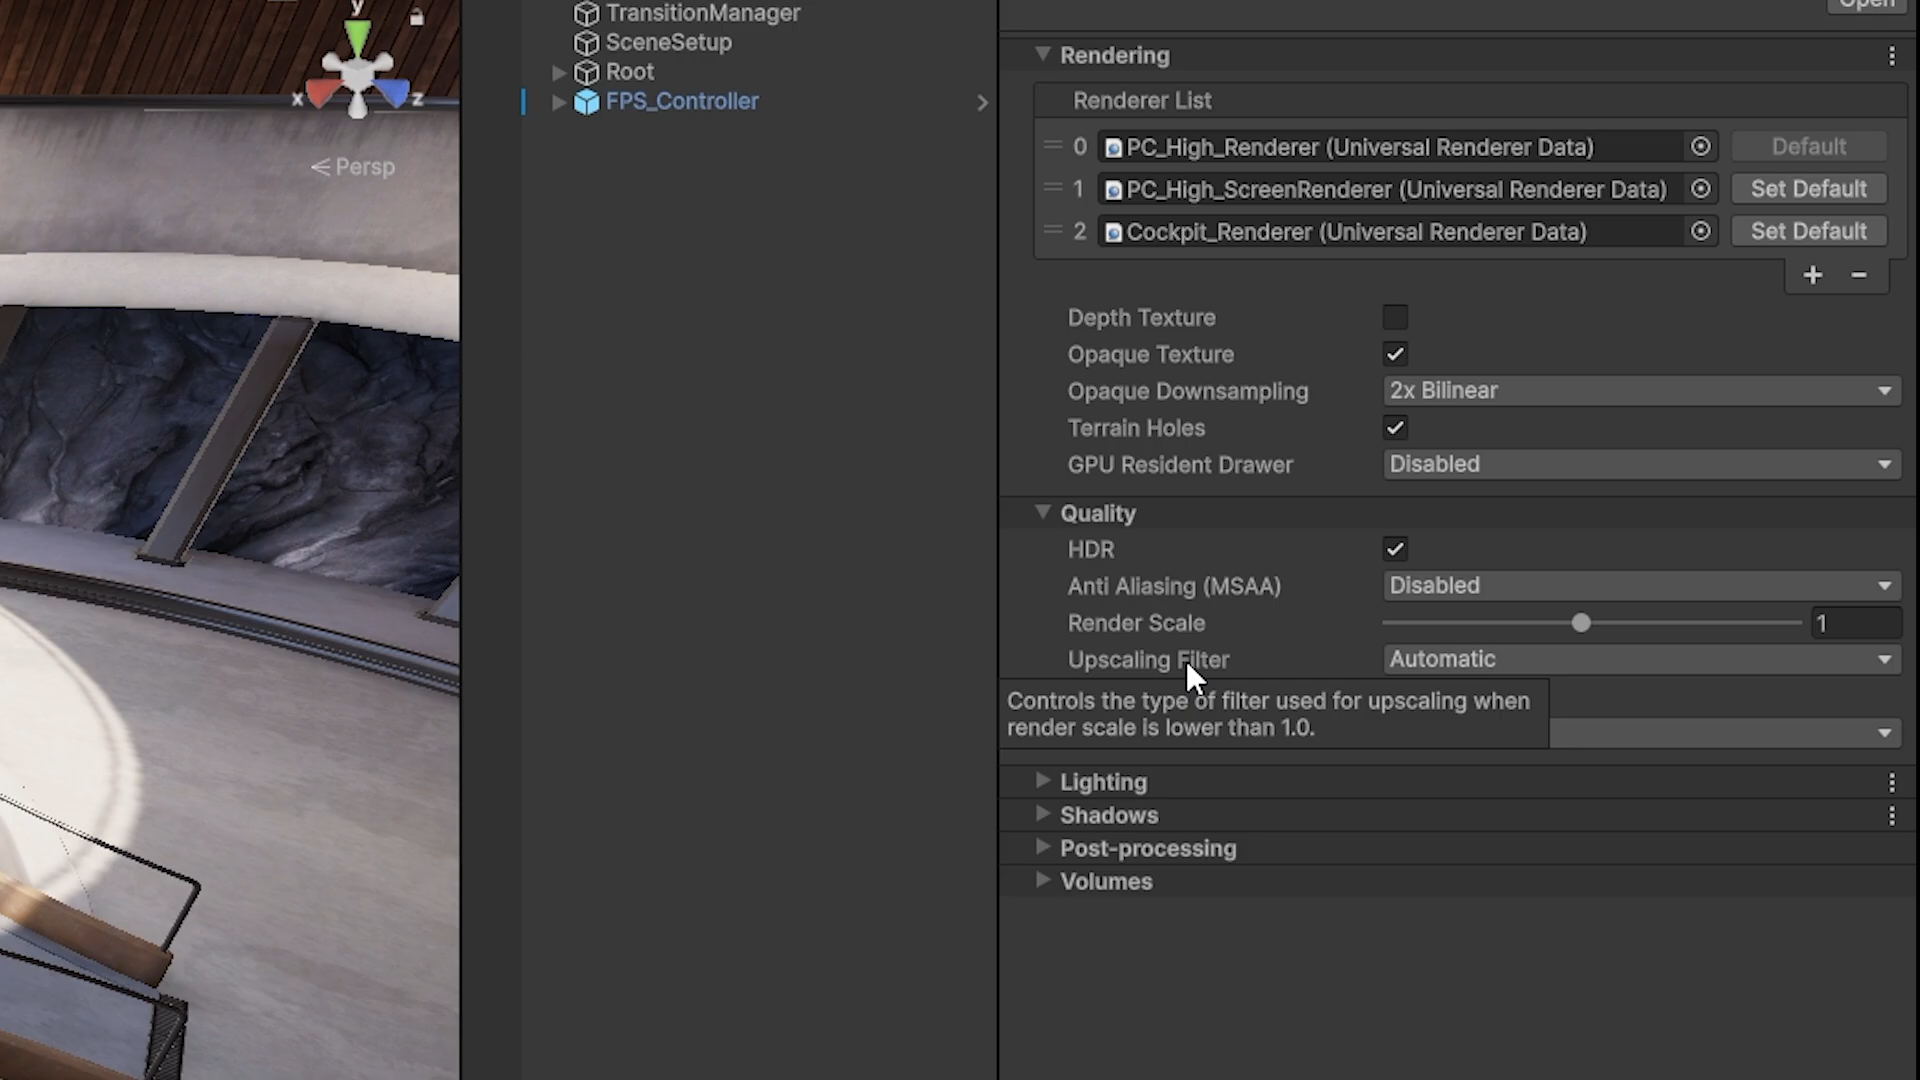 y
x
z
Persp
TransitionManager
SceneSetup
Root
FPS_Controller
Open
Rendering
Renderer List
0 PC_High_Renderer (Universal Renderer Data) Default
1 PC_High_ScreenRenderer (Universal Renderer Data) Set Default
2 Cockpit_Renderer (Universal Renderer Data) Set Default
+ −
Depth Texture
Opaque Texture
Opaque Downsampling 2x Bilinear
Terrain Holes
GPU Resident Drawer Disabled
Quality
HDR
Anti Aliasing (MSAA) Disabled
Render Scale 1
Upscaling Filter Automatic
Controls the type of filter used for upscaling when
render scale is lower than 1.0.
Lighting
Shadows
Post-processing
Volumes